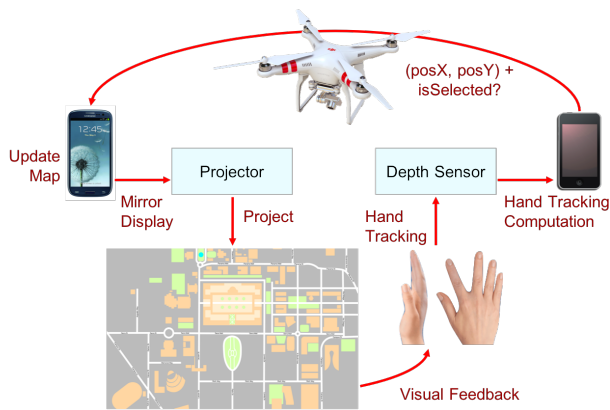 (posX, posY) +
isSelected?
12:45
Update
Map
Projector
Depth Sensor
Mirror
Display
Project
Hand
Tracking
Hand Tracking
Computation
Visual Feedback